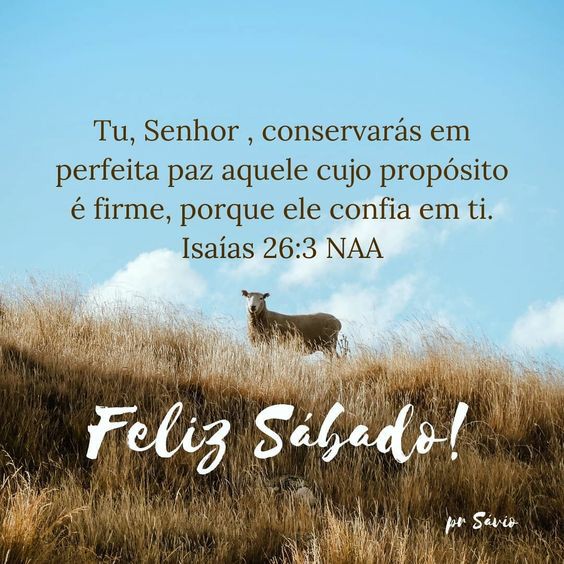 Tu, Senhor , conservarás em
perfeita paz aquele cujo propósito
é firme, porque ele confia em ti.
Isaías 26:3 NAA
Feliz Sábado!
pr Sávio